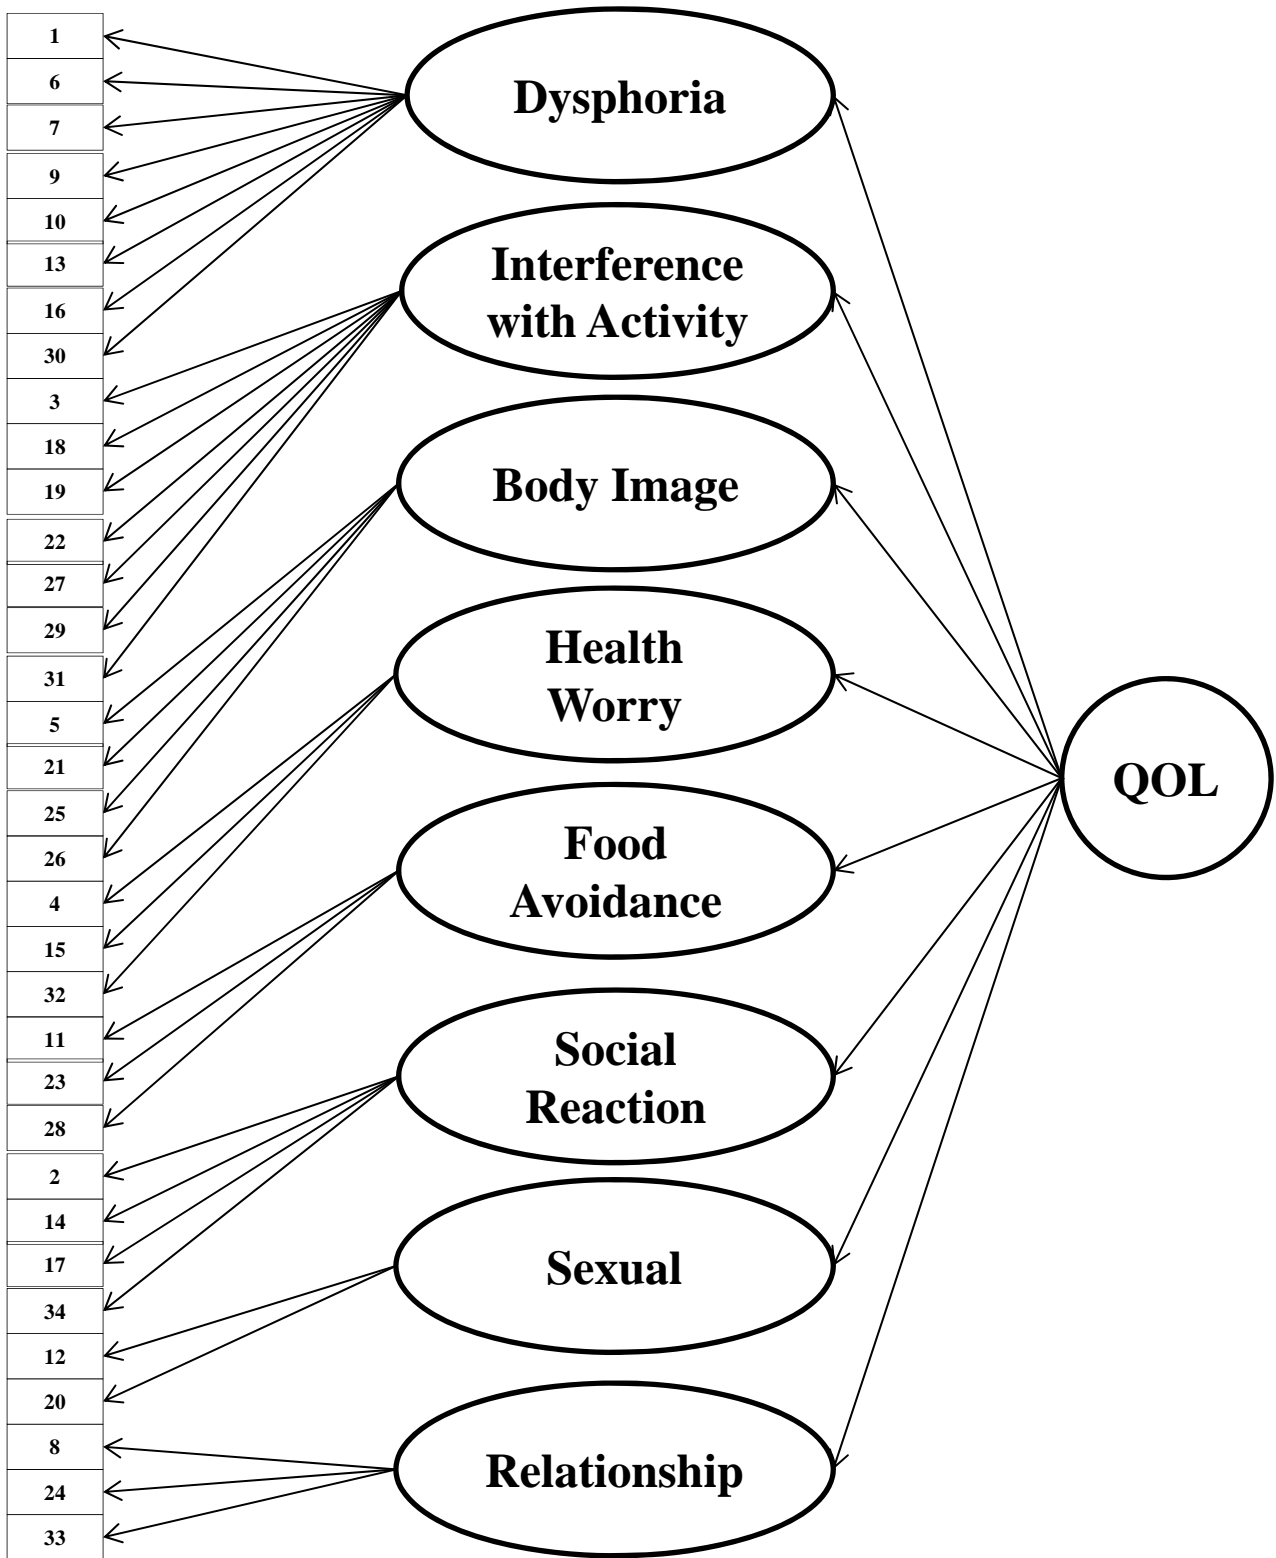 1
6
7
9
10
13
16
30
3
18
19
22
27
29
31
5
21
25
26
4
15
32
11
23
28
2
14
17
34
12
20
8
24
33
Dysphoria
Interference
with Activity
Body Image
Health
Worry
Food
Avoidance
Social
Reaction
Sexual
Relationship
QOL